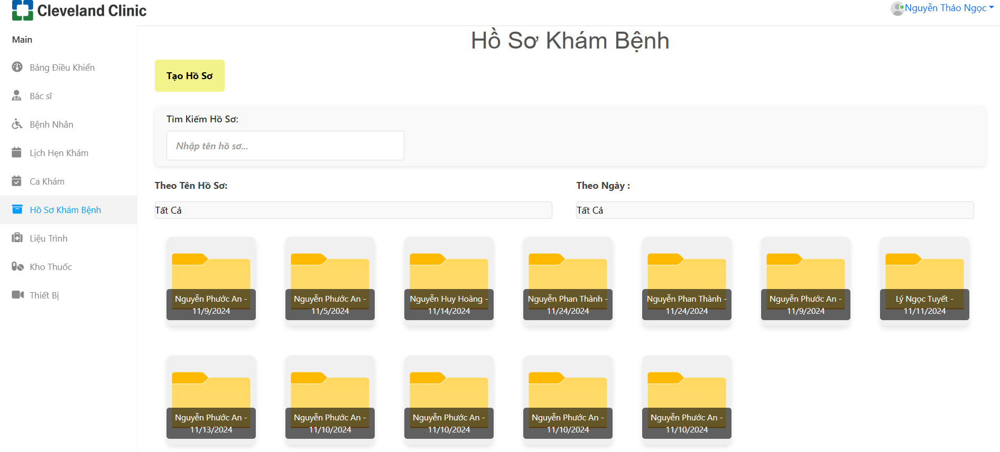 Cleveland Clinic
Nguyễn Thảo Ngọc
Main
Bảng Điều Khiển
Bác sĩ
Bệnh Nhân
Lịch Hẹn Khám
Ca Khám
Hồ Sơ Khám Bệnh
Liệu Trình
Kho Thuốc
Thiết Bị
Hồ Sơ Khám Bệnh
Tạo Hồ Sơ
Tìm Kiếm Hồ Sơ:
Nhập tên hồ sơ...
Theo Tên Hồ Sơ:
Tất Cả
Theo Ngày :
Tất Cả
Nguyễn Phước An -
11/9/2024
Nguyễn Phước An -
11/5/2024
Nguyễn Huy Hoàng -
11/14/2024
Nguyễn Phan Thành -
11/24/2024
Nguyễn Phan Thành -
11/24/2024
Nguyễn Phước An -
11/9/2024
Lý Ngọc Tuyết -
11/11/2024
Nguyễn Phước An -
11/13/2024
Nguyễn Phước An -
11/10/2024
Nguyễn Phước An -
11/10/2024
Nguyễn Phước An -
11/10/2024
Nguyễn Phước An -
11/10/2024